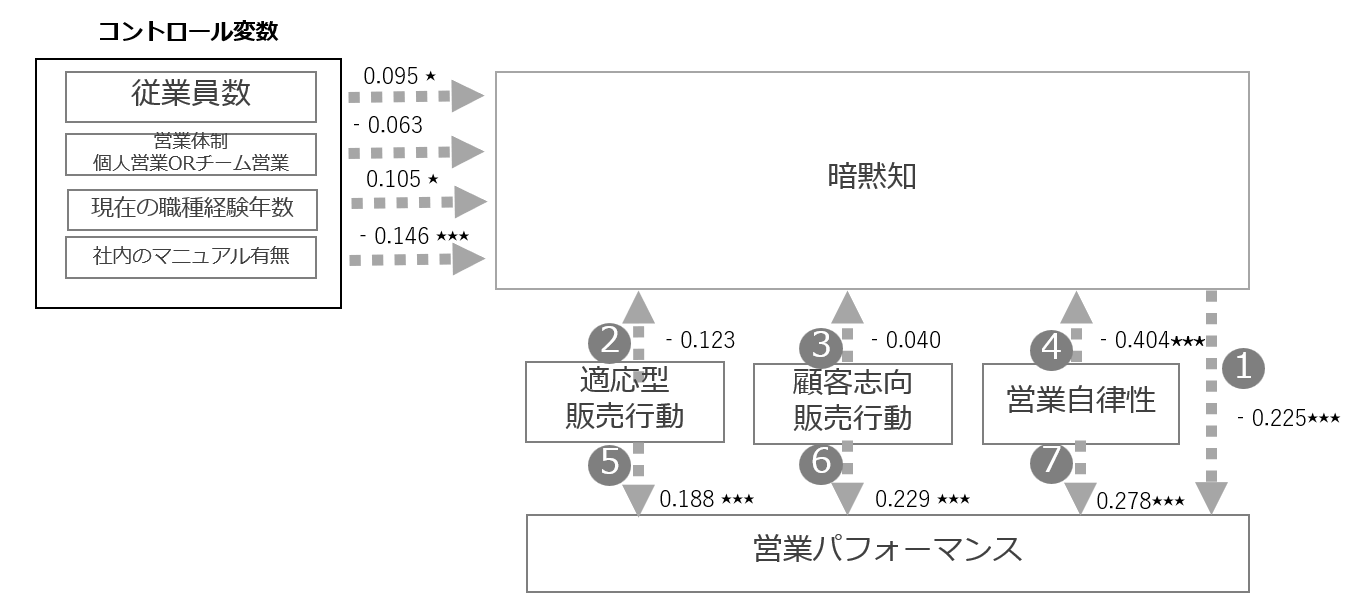 コントロール変数
従業員数
営業体制
個人営業ORチーム営業
現在の職種経験年数
社内のマニュアル有無
0.095 ★
- 0.063
0.105 ★
- 0.146 ★★★
暗黙知
2
- 0.123
3
- 0.040
4
- 0.404★★★
1
- 0.225★★★
適応型
販売行動
顧客志向
販売行動
営業自律性
5
0.188 ★★★
6
0.229 ★★★
7
0.278★★★
営業パフォーマンス